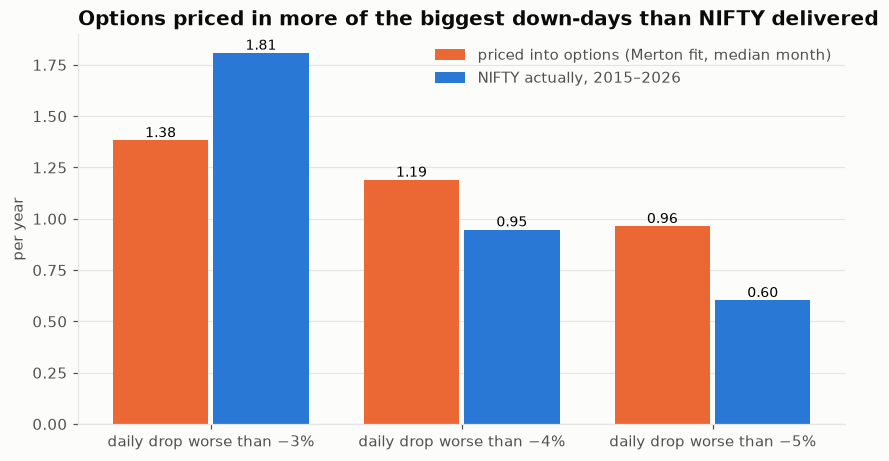 Options priced in more of the biggest down-days than NIFTY delivered
priced into options (Merton fit, median month)
NIFTY actually, 2015–2026
per year
1.75
1.50
1.25
1.00
0.75
0.50
0.25
0.00
1.38
1.81
1.19
0.95
0.96
0.60
daily drop worse than −3%
daily drop worse than −4%
daily drop worse than −5%